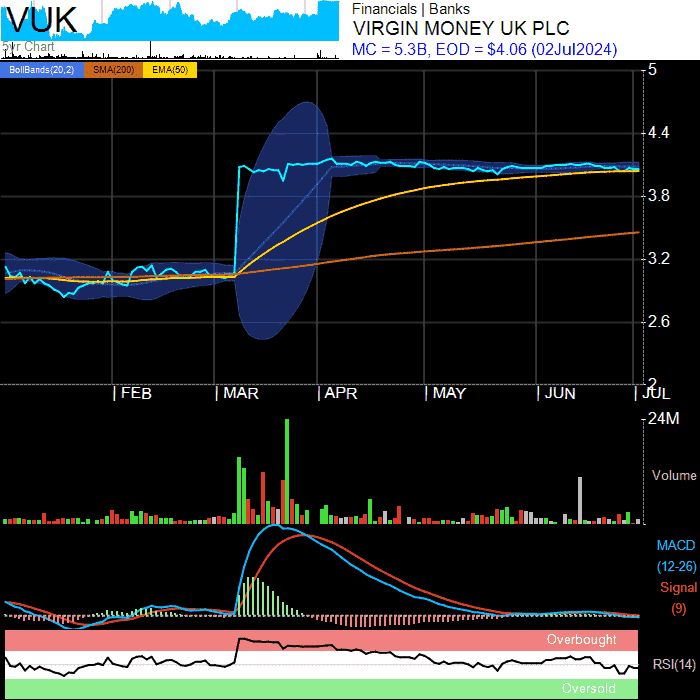 VUK
5yr Chart
Financials | Banks
VIRGIN MONEY UK PLC
MC = 5.3B, EOD = $4.06 (02Jul2024)
BollBands(20,2) SMA(200) EMA(50)
5
4.4
3.8
3.2
2.6
2
FEB MAR APR MAY JUN JUL
24M
Volume
MACD
(12-26)
Signal
(9)
Overbought
RSI(14)
Oversold